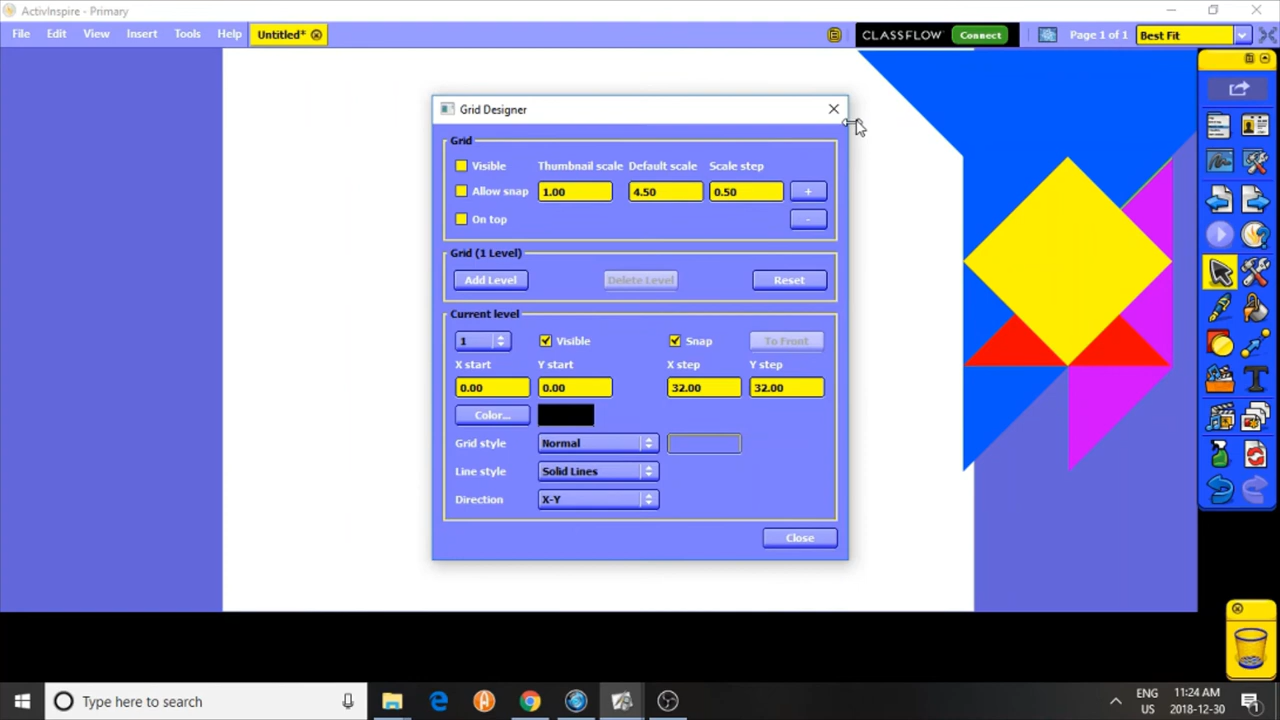 ActivInspire - Primary
File Edit View Insert Tools Help Untitled* CLASSFLOW Connect Page 1 of 1 Best Fit
Grid Designer
Grid
Visible Thumbnail scale Default scale Scale step
Allow snap 1.00 4.50 0.50 +
On top -
Grid (1 Level)
Add Level Delete Level Reset
Current level
1 Visible Snap To Front
X start Y start X step Y step
0.00 0.00 32.00 32.00
Color...
Grid style Normal
Line style Solid Lines
Direction X-Y
Close
Type here to search ENG 11:24 AM
US 2018-12-30 1